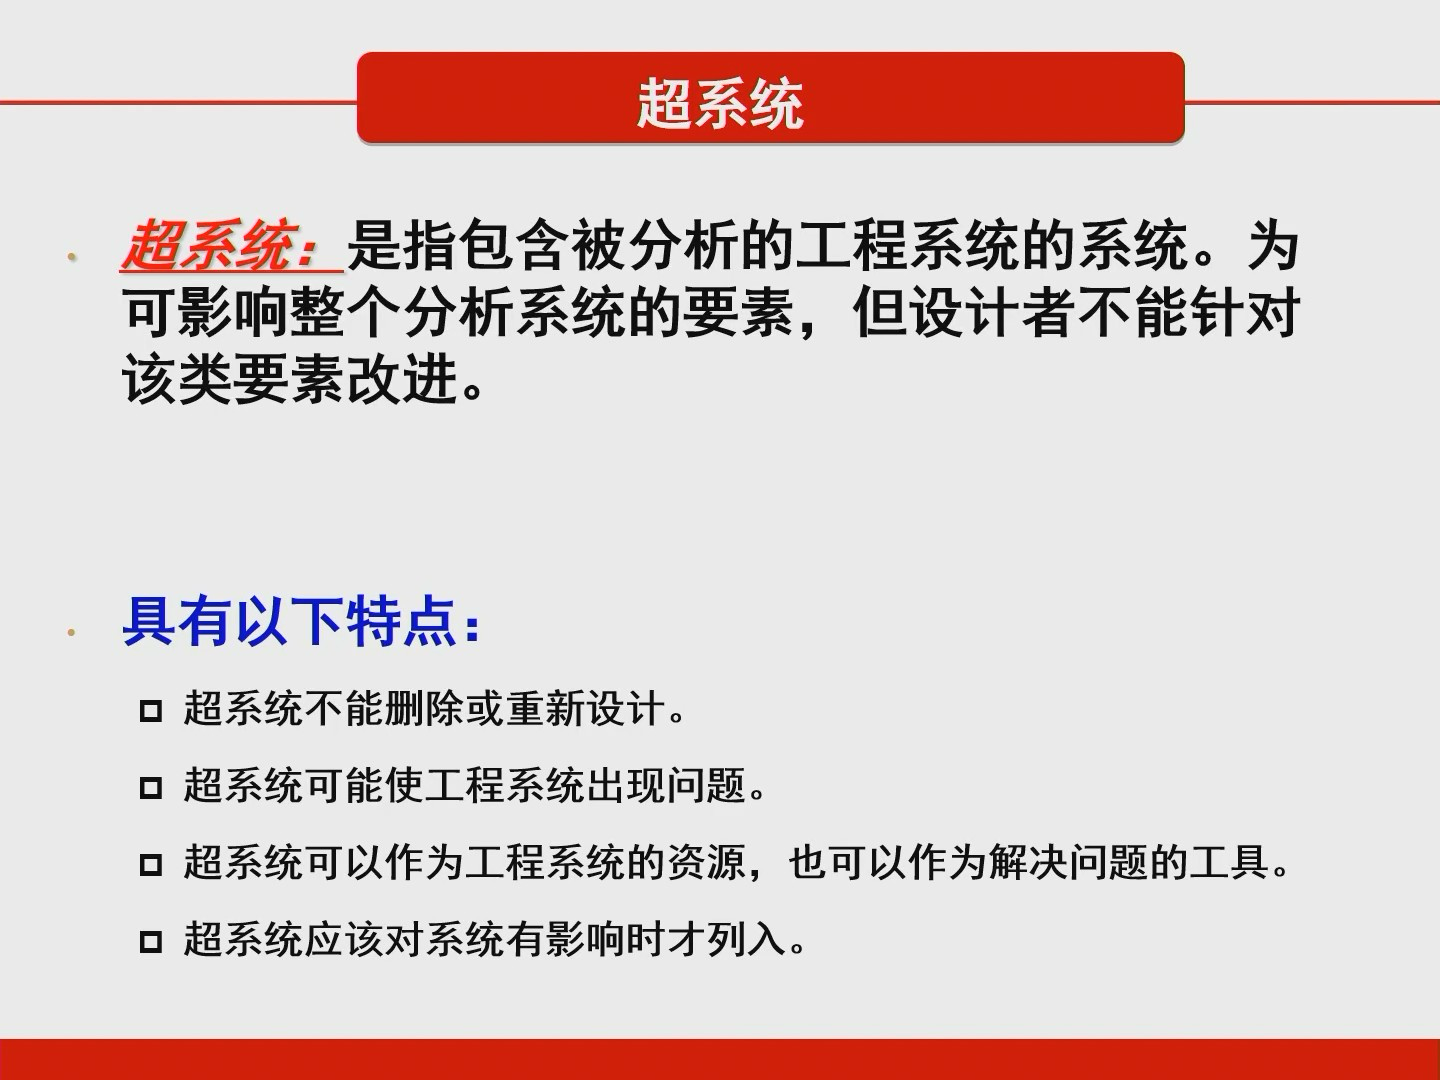 超系统
超系统：是指包含被分析的工程系统的系统。为
可影响整个分析系统的要素，但设计者不能针对
该类要素改进。
具有以下特点：
超系统不能删除或重新设计。
超系统可能使工程系统出现问题。
超系统可以作为工程系统的资源，也可以作为解决问题的工具。
超系统应该对系统有影响时才列入。